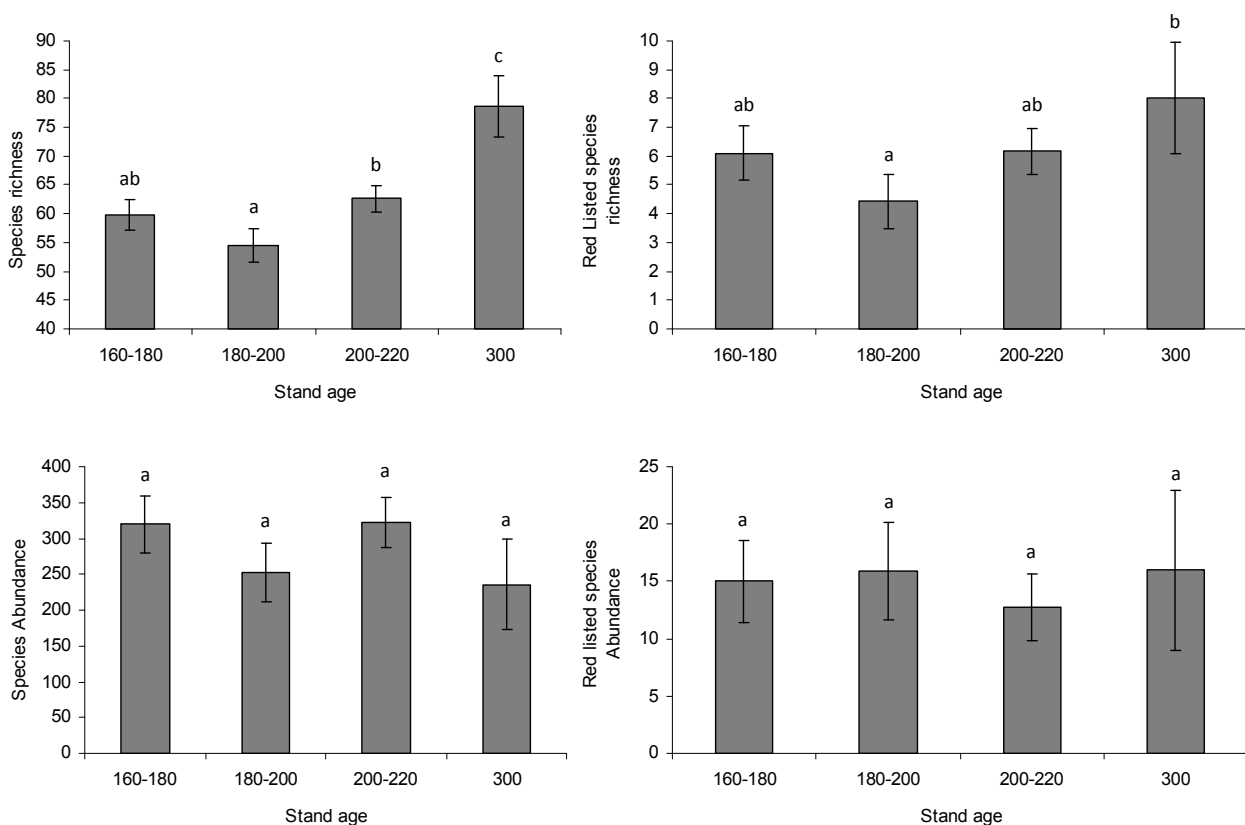 Species richness
90
85
80
75
70
65
60
55
50
45
40
ab
a
b
c
160-180 180-200 200-220 300
Stand age
Red Listed species
richness
10
9
8
7
6
5
4
3
2
1
0
ab
a
ab
b
160-180 180-200 200-220 300
Stand age
Species Abundance
400
350
300
250
200
150
100
50
0
a
a
a
a
160-180 180-200 200-220 300
Stand age
Red listed species
Abundance
25
20
15
10
5
0
a
a
a
a
160-180 180-200 200-220 300
Stand age